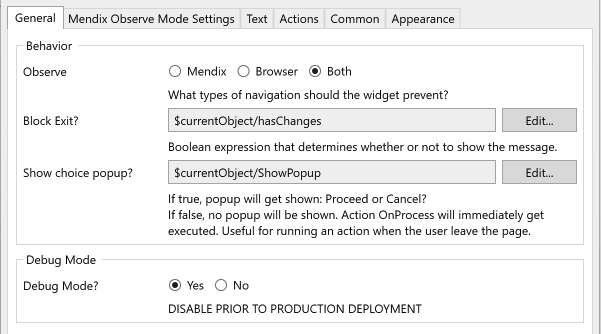 General Mendix Observe Mode Settings Text Actions Common Appearance
Behavior
Observe Mendix Browser Both
What types of navigation should the widget prevent?
Block Exit? $currentObject/hasChanges Edit...
Boolean expression that determines whether or not to show the message.
Show choice popup? $currentObject/ShowPopup Edit...
If true, popup will get shown: Proceed or Cancel?
If false, no popup will be shown. Action OnProcess will immediately get
executed. Useful for running an action when the user leave the page.
Debug Mode
Debug Mode? Yes No
DISABLE PRIOR TO PRODUCTION DEPLOYMENT